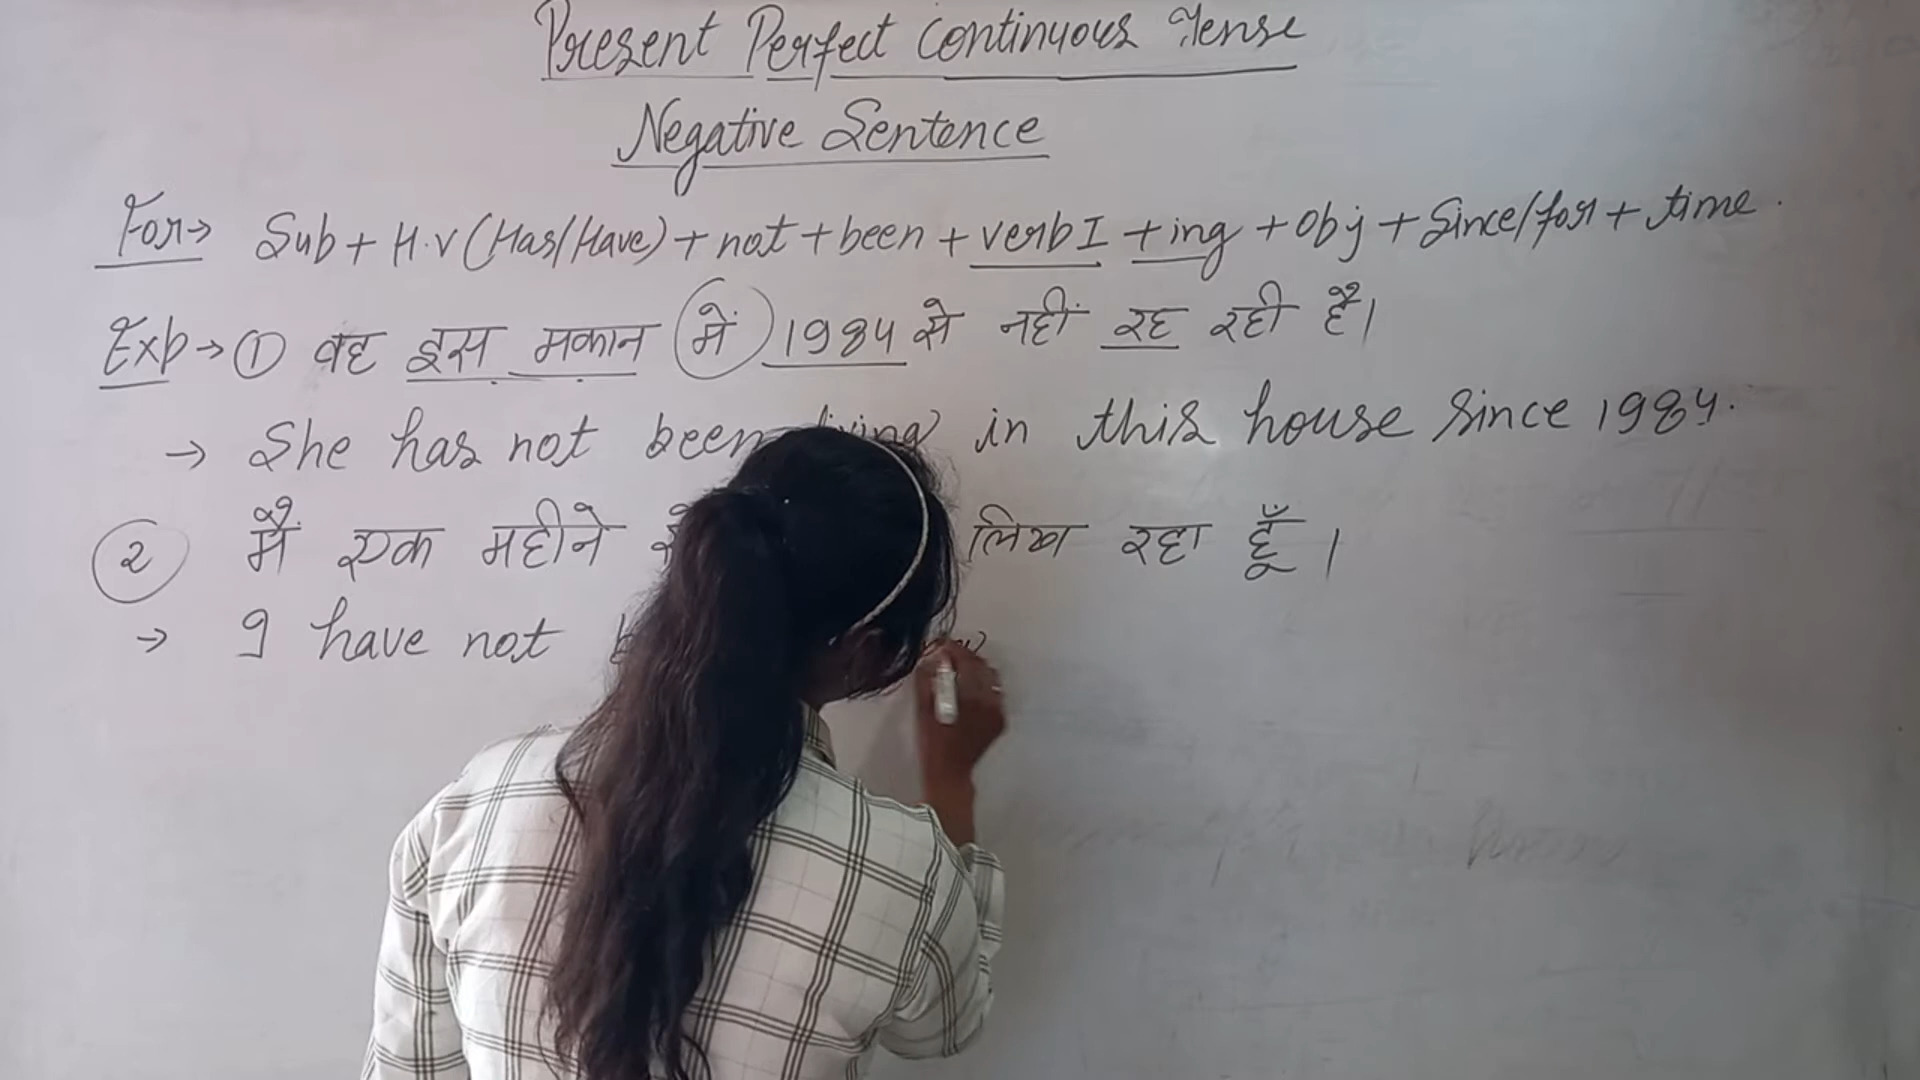 Present Perfect Continuous Tense
Negative Sentence
For→ Sub + H.V (Has/Have) + not + been + verb I + ing + obj + Since/for + time.
Exp→ ① वह इस मकान में 1984 से नहीं रह रही है।
→ She has not been living in this house since 1984.
② मैं एक महीने लिख रहा हूँ।
→ I have not